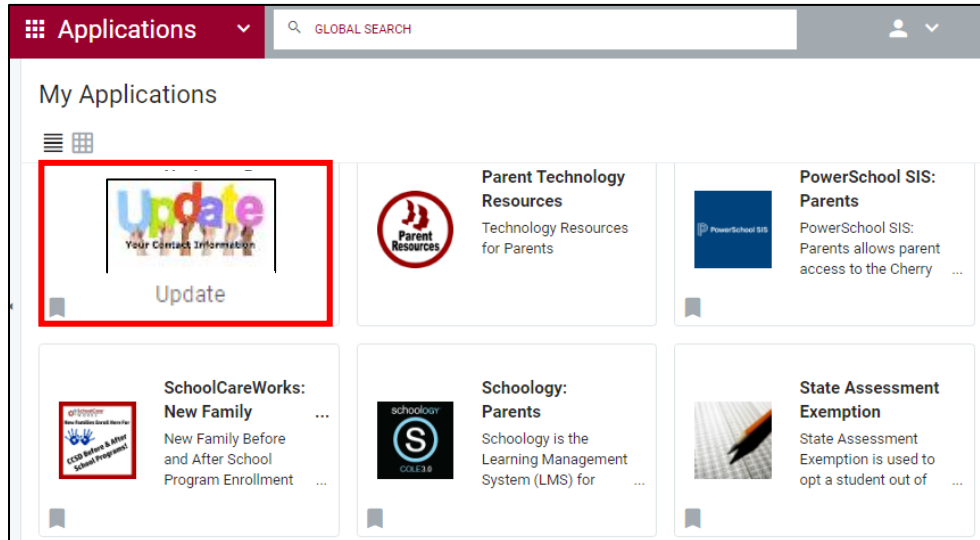 Applications
GLOBAL SEARCH
My Applications
Update
Your Contact Information
Update
Parent
Resources
Parent Technology
Resources
Technology Resources
for Parents
PowerSchool SIS
PowerSchool SIS:
Parents
PowerSchool SIS:
Parents allows parent
access to the Cherry ...
SchoolCare
WORKS
New Families Enroll Here For
CCSD Before & After
School Programs!
SchoolCareWorks:
New Family ...
New Family Before
and After School
Program Enrollment ...
schoology
S
COLE3.0
Schoology:
Parents
Schoology is the
Learning Management
System (LMS) for ...
State Assessment
Exemption
State Assessment
Exemption is used to
opt a student out of ...